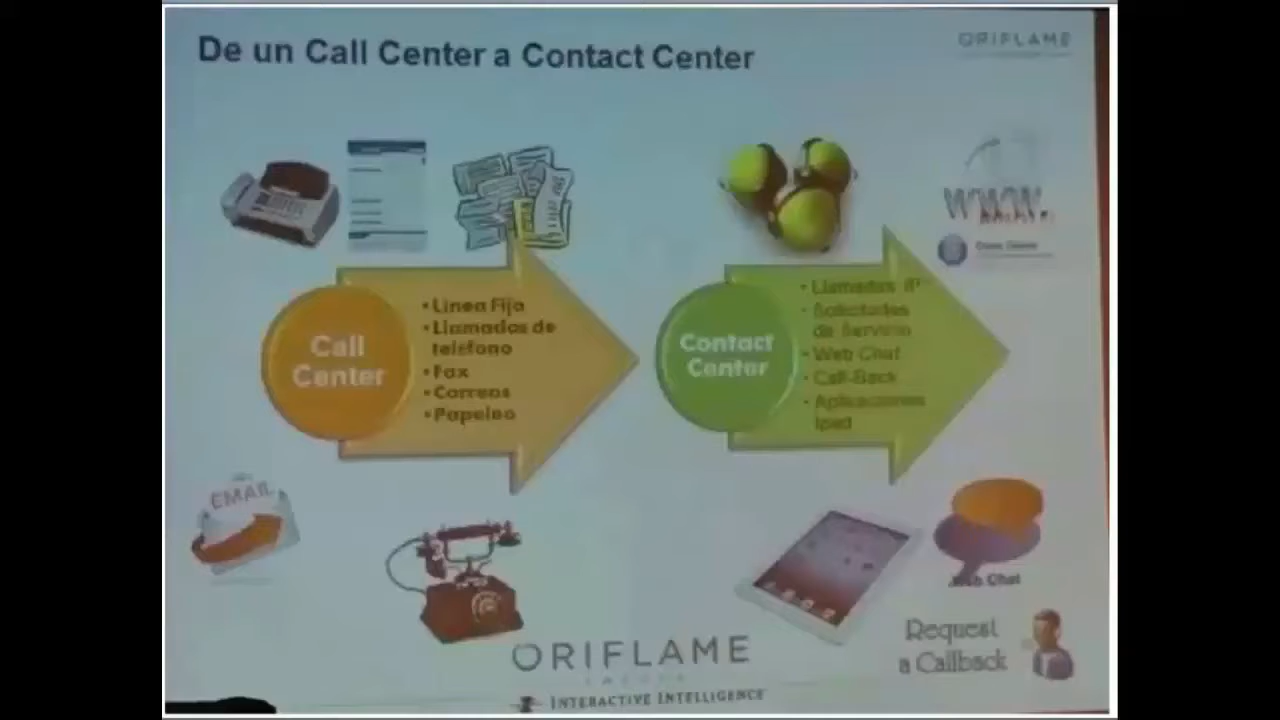 De un Call Center a Contact Center
ORIFLAME
WWW.
Call
Center
• Linea Fija
• Llamadas de
teléfono
• Fax
• Correos
• Papeleo
Contact
Center
• Llamadas IP
• Solicitudes
de Servicio
• Web Chat
• Call-Back
• Aplicaciones
Ipad
EMAIL
Web Chat
Request
a Callback
ORIFLAME
SWEDEN
INTERACTIVE INTELLIGENCE